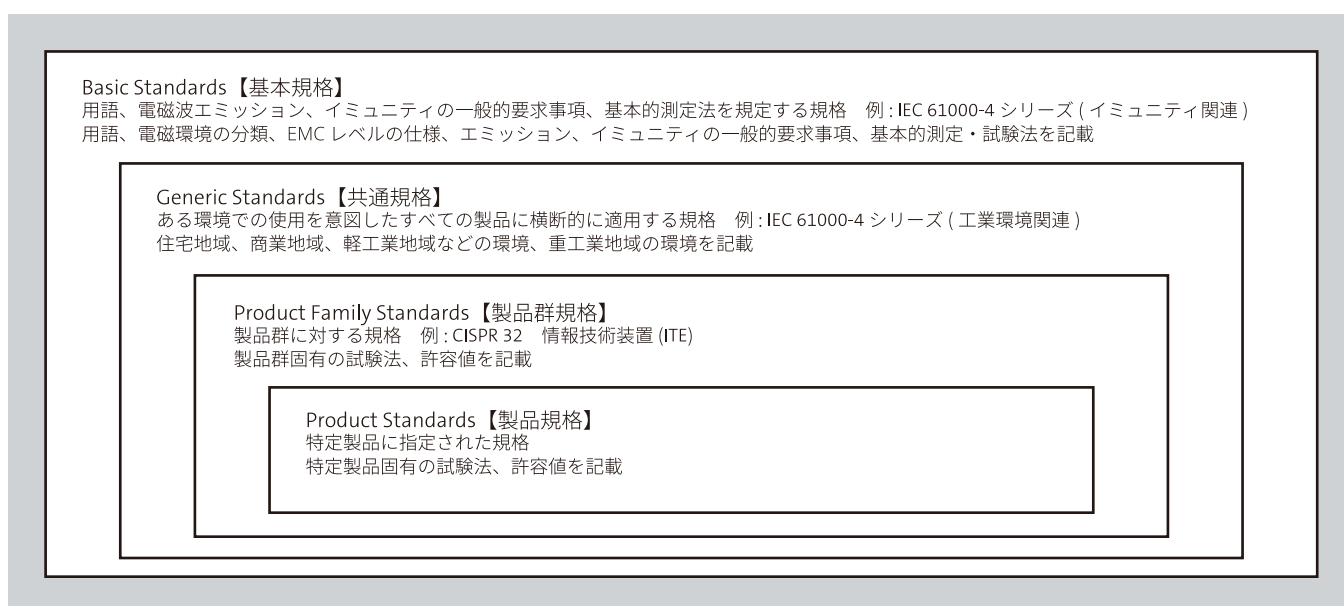 Basic Standards【基本規格】
用語、電磁波エミッション、イミュニティの一般的要求事項、基本的測定法を規定する規格　例 : IEC 61000-4 シリーズ ( イミュニティ関連 )
用語、電磁環境の分類、EMC レベルの仕様、エミッション、イミュニティの一般的要求事項、基本的測定・試験法を記載
Generic Standards【共通規格】
ある環境での使用を意図したすべての製品に横断的に適用する規格　例 : IEC 61000-4 シリーズ ( 工業環境関連 )
住宅地域、商業地域、軽工業地域などの環境、重工業地域の環境を記載
Product Family Standards【製品群規格】
製品群に対する規格　例 : CISPR 32　情報技術装置 (ITE)
製品群固有の試験法、許容値を記載
Product Standards【製品規格】
特定製品に指定された規格
特定製品固有の試験法、許容値を記載